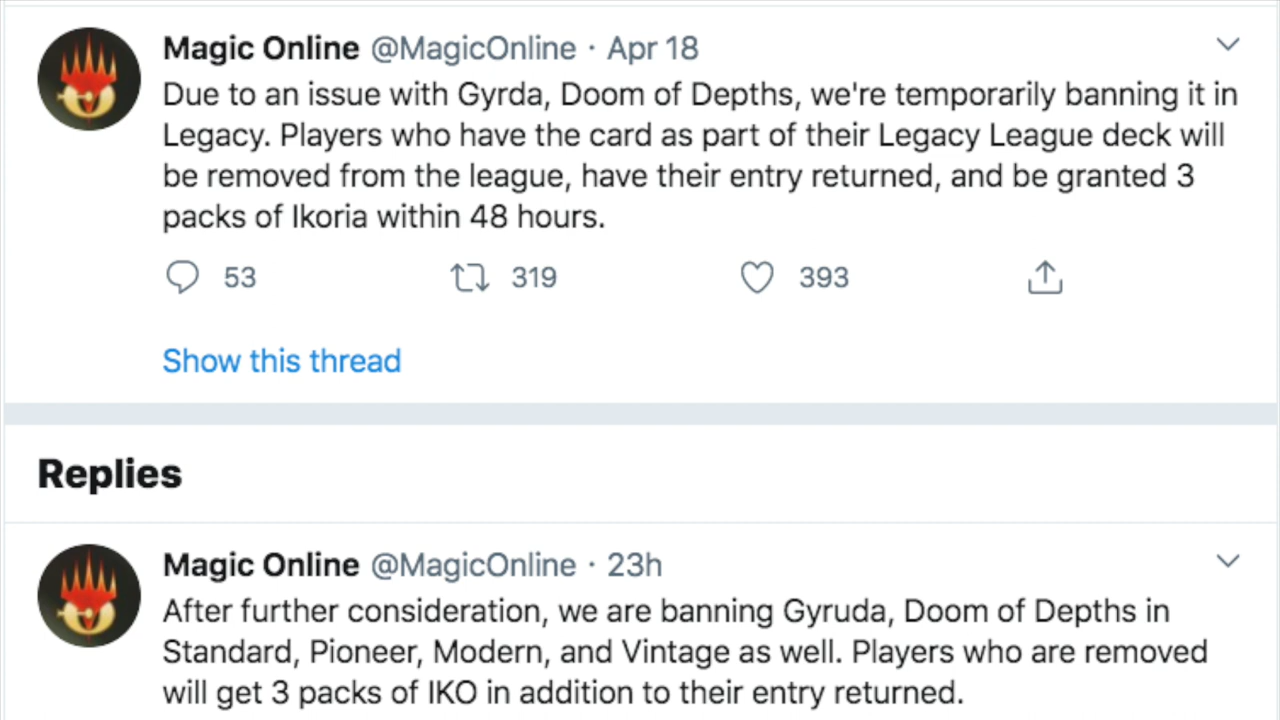 Magic Online @MagicOnline · Apr 18
Due to an issue with Gyrda, Doom of Depths, we're temporarily banning it in
Legacy. Players who have the card as part of their Legacy League deck will
be removed from the league, have their entry returned, and be granted 3
packs of Ikoria within 48 hours.
53 319 393
Show this thread
Replies
Magic Online @MagicOnline · 23h
After further consideration, we are banning Gyruda, Doom of Depths in
Standard, Pioneer, Modern, and Vintage as well. Players who are removed
will get 3 packs of IKO in addition to their entry returned.